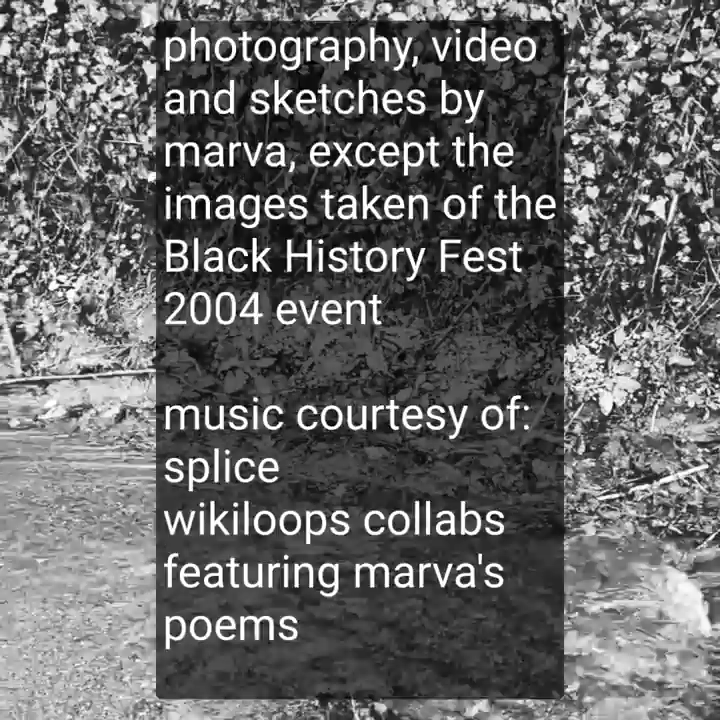 photography, video
and sketches by
marva, except the
images taken of the
Black History Fest
2004 event
music courtesy of:
splice
wikiloops collabs
featuring marva's
poems